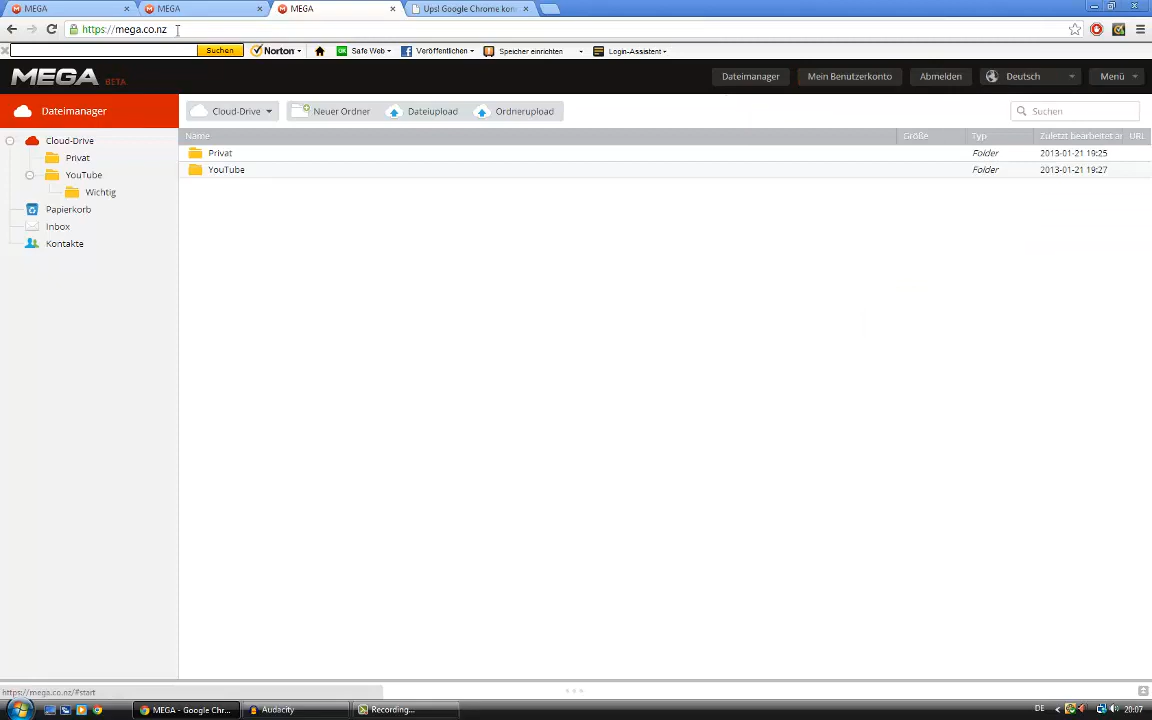 MEGA
MEGA
MEGA
Ups! Google Chrome kon
https://mega.co.nz
Suchen
Norton
Safe Web
Veröffentlichen
Speicher einrichten
Login-Assistent
MEGA BETA
Dateimanager
Mein Benutzerkonto
Abmelden
Deutsch
Menü
Dateimanager
Cloud-Drive
Neuer Ordner
Dateiupload
Ordnerupload
Suchen
Cloud-Drive
Privat
YouTube
Wichtig
Papierkorb
Inbox
Kontakte
Name Größe Typ Zuletzt bearbeitet ar URL
Privat Folder 2013-01-21 19:25
YouTube Folder 2013-01-21 19:27
https://mega.co.nz/#start
MEGA - Google Chr...
Audacity
Recording...
DE
20:07